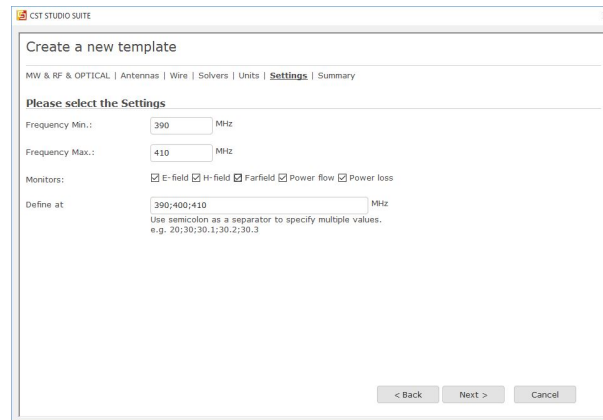 CST STUDIO SUITE
Create a new template
MW & RF & OPTICAL | Antennas | Wire | Solvers | Units | Settings | Summary
Please select the Settings
Frequency Min.: 390 MHz
Frequency Max.: 410 MHz
Monitors: E-field H-field Farfield Power flow Power loss
Define at 390;400;410 MHz
Use semicolon as a separator to specify multiple values.
e.g. 20;30;30.1;30.2;30.3
< Back Next > Cancel